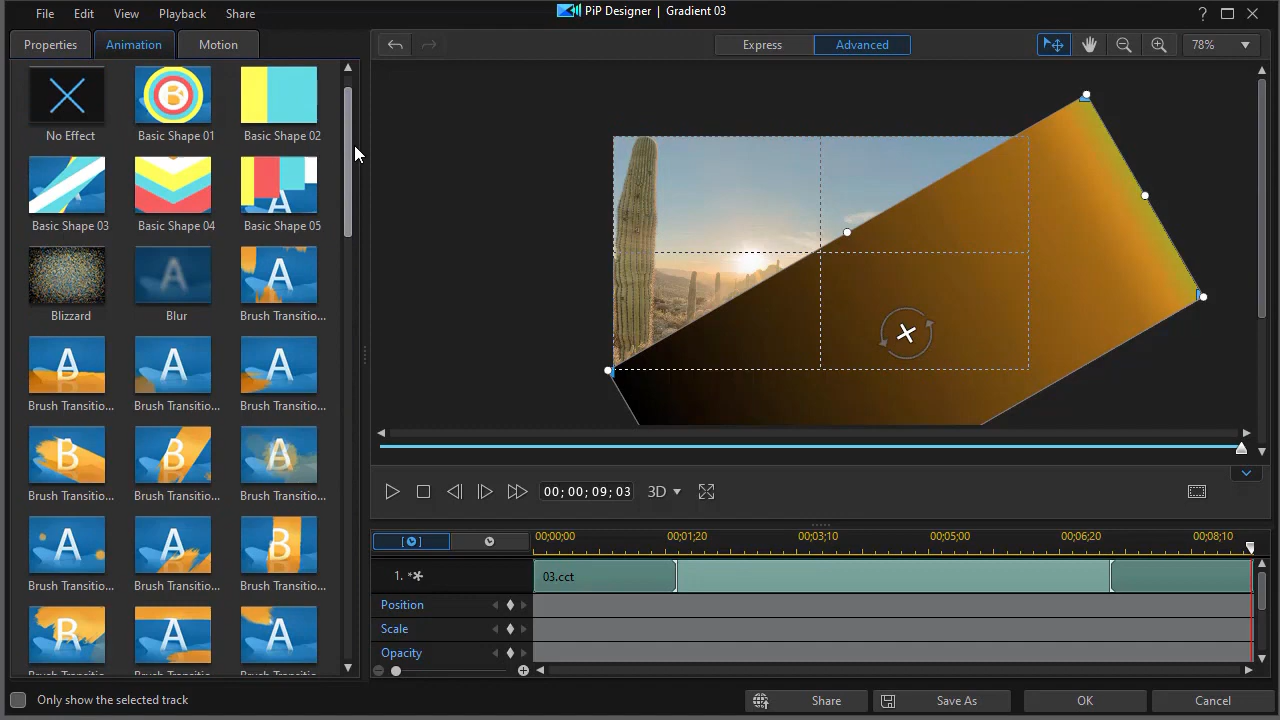 File Edit View Playback Share
PiP Designer | Gradient 03
?
Properties Animation Motion
Express Advanced
78%
No Effect Basic Shape 01 Basic Shape 02
Basic Shape 03 Basic Shape 04 Basic Shape 05
Blizzard Blur Brush Transitio...
Brush Transitio... Brush Transitio... Brush Transitio...
Brush Transitio... Brush Transitio... Brush Transitio...
Brush Transitio... Brush Transitio... Brush Transitio...
00; 00; 09; 03 3D
00;00;00 00;01;20 00;03;10 00;05;00 00;06;20 00;08;10
1. 03.cct
Position
Scale
Opacity
Only show the selected track
Share Save As OK Cancel